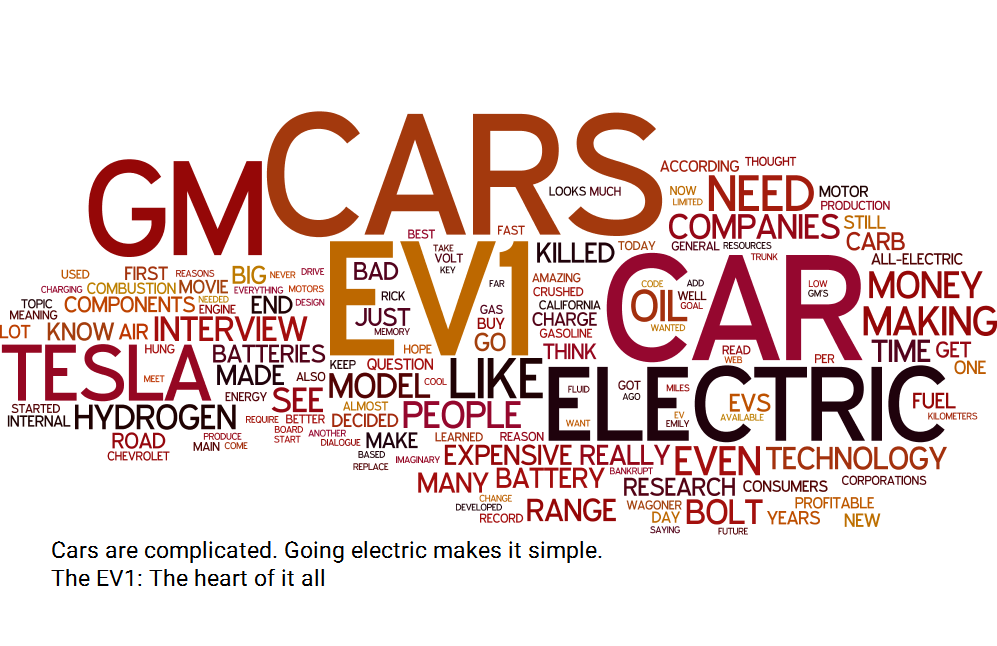 CARS
GM
LOOKS MUCH
ACCORDING THOUGHT
NOW
LIMITED
NEED
MOTOR
PRODUCTION
COMPANIES
STILL
BEST
FAST
TAKE
VOLT
KEY
EV1
KILLED
TODAY
GENERAL
RESOURCES
TRUNK
CARB
ALL-ELECTRIC
USED
FIRST
REASONS
BIG
NEVER
DRIVE
BAD
FAR
AMAZING
CRUSHED
CAR
CODE
ADD
LOW
GM'S
MONEY
CHARGING
COMBUSTION
MOVIE
EVERYTHING
MOTORS
RICK
OIL
WELL
GOAL
TOPIC
MEANING
COMPONENTS
NEEDED
ENGINE
END
DESIGN
JUST
MEMORY
GAS
BUY
GO
CALIFORNIA
CHARGE
GASOLINE
WANTED
MAKING
LOT
KNOW
AIR
INTERVIEW
HOPE
THINK
READ
WEB
PER
TIME
GET
ONE
TESLA
HUNG
MEET
BATTERIES
MADE
ALSO
KEEP
QUESTION
MODEL
COOL
LIKE
ELECTRIC
FLUID
WANT
GOT
AGO
MILES
EV
EMILY
EVS
AVAILABLE
FUEL
KILOMETERS
STARTED
INTERNAL
HYDROGEN
ENERGY
SEE
ALMOST
DECIDED
PEOPLE
REQUIRE
BETTER
BOARD
START
ANOTHER
DIALOGUE
ROAD
CHEVROLET
PRODUCE
MAIN
COME
MAKE
BASED
REPLACE
LEARNED
REASON
IMAGINARY
EXPENSIVE
REALLY
BANKRUPT
EVEN
TECHNOLOGY
MANY
BATTERY
RESEARCH
CONSUMERS
CORPORATIONS
CHANGE
DEVELOPED
RECORD
RANGE
WAGONER
DAY
SAYING
BOLT
FUTURE
PROFITABLE
YEARS
NEW
Cars are complicated. Going electric makes it simple.
The EV1: The heart of it all